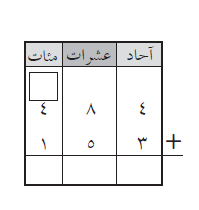 آحاد عشرات مئات
٤ ٨ ٤
١ ٥ ٣ +